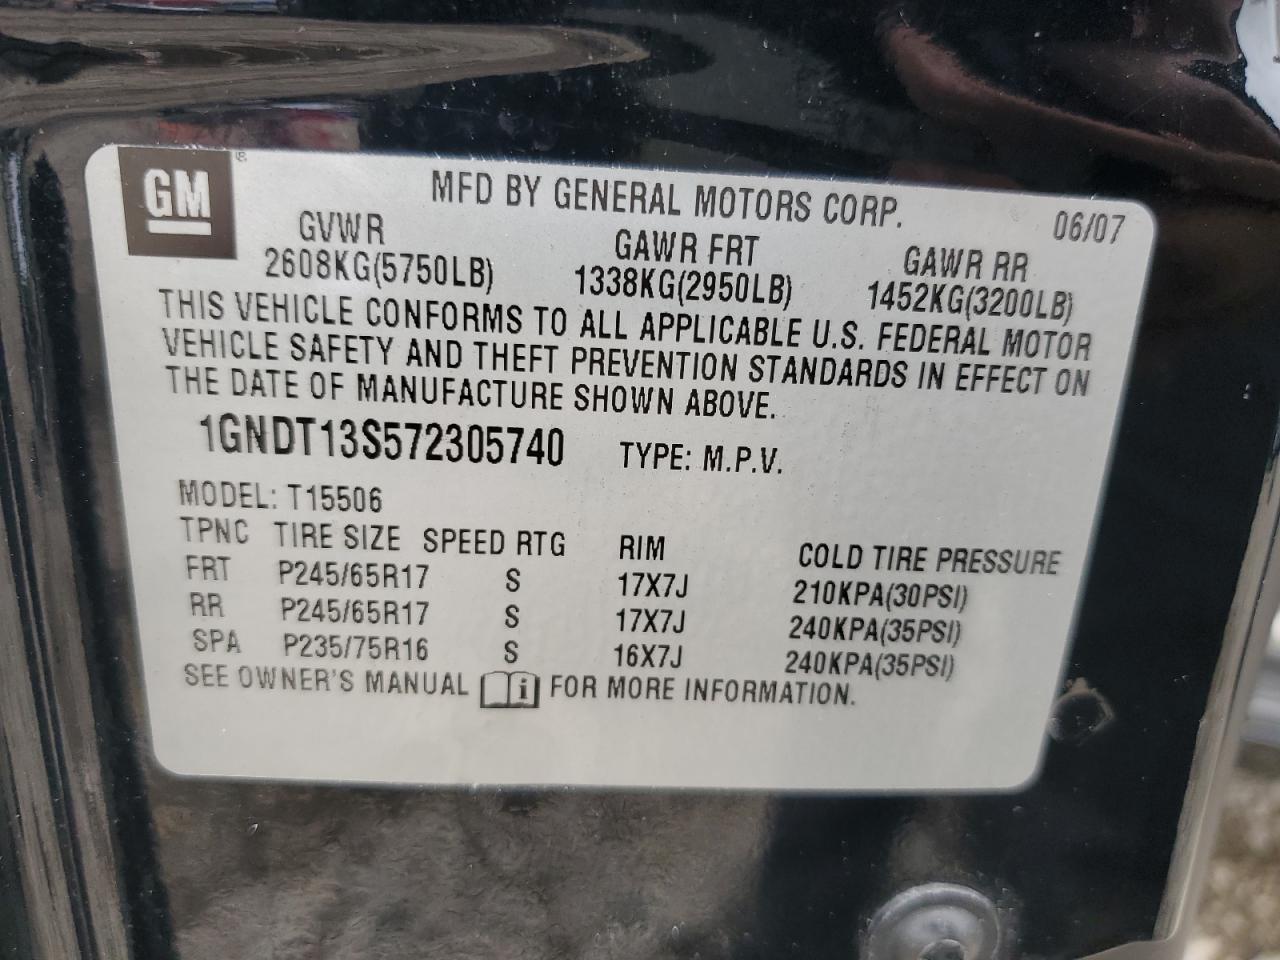 GM ®
MFD BY GENERAL MOTORS CORP. 06/07
GVWR GAWR FRT GAWR RR
2608KG(5750LB) 1338KG(2950LB) 1452KG(3200LB)
THIS VEHICLE CONFORMS TO ALL APPLICABLE U.S. FEDERAL MOTOR
VEHICLE SAFETY AND THEFT PREVENTION STANDARDS IN EFFECT ON
THE DATE OF MANUFACTURE SHOWN ABOVE.
1GNDT13S572305740 TYPE: M.P.V.
MODEL: T15506
TPNC TIRE SIZE SPEED RTG RIM COLD TIRE PRESSURE
FRT P245/65R17 S 17X7J 210KPA(30PSI)
RR P245/65R17 S 17X7J 240KPA(35PSI)
SPA P235/75R16 S 16X7J 240KPA(35PSI)
SEE OWNER'S MANUAL i FOR MORE INFORMATION.